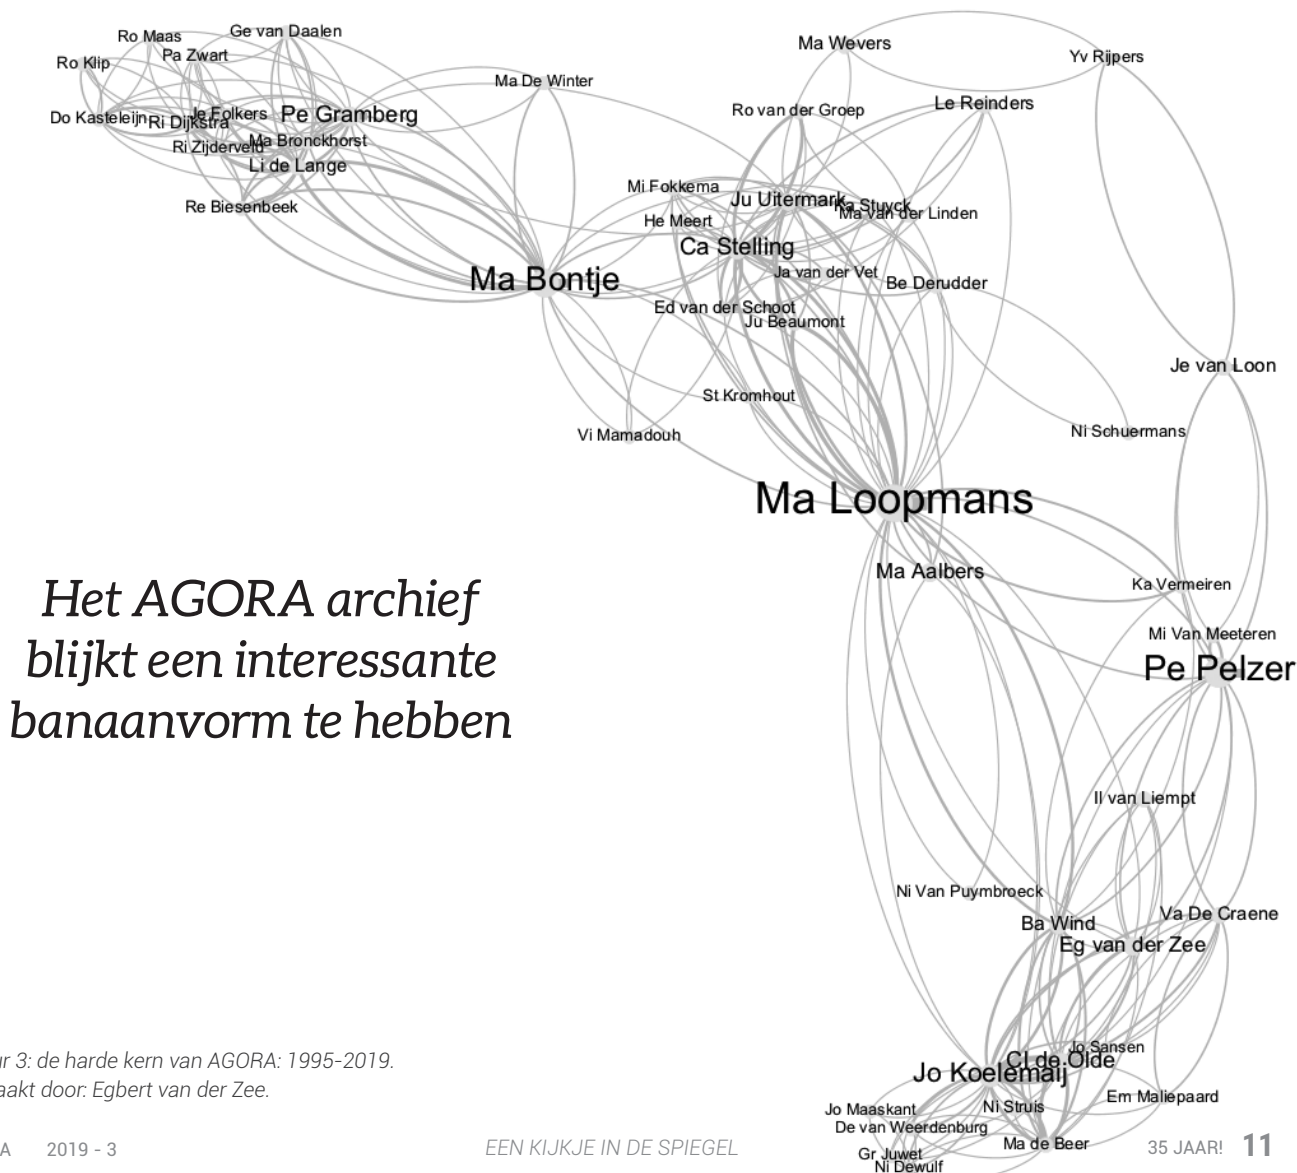 Ro Maas
Ge van Daalen
Pa Zwart
Ro Klip
Ma De Winter
Do Kasteleijn
Ri Dijkstra
Je Folkers
Pe Gramberg
Ma Bronckhorst
Ri Zijderveld
Li de Lange
Re Biesenbeek
Ma Bontje
Ma Wevers
Yv Rijpers
Ro van der Groep
Le Reinders
Mi Fokkema
Ju Uitermark
Ka Stuyck
Ma van der Linden
He Meert
Ca Stelling
Ja van der Vet
Be Derudder
Ed van der Schoot
Ju Beaumont
Je van Loon
St Kromhout
Vi Mamadouh
Ni Schuermans
Ma Loopmans
Ma Aalbers
Ka Vermeiren
Mi Van Meeteren
Pe Pelzer
Het AGORA archief
blijkt een interessante
banaanvorm te hebben
Il van Liempt
Ni Van Puymbroeck
Ba Wind
Va De Craene
Eg van der Zee
Jo Sansen
Cl de Olde
Jo Koelemaij
Em Maliepaard
Jo Maaskant
Ni Struis
De van Weerdenburg
Ma de Beer
Gr Juwet
Ni Dewulf
ur 3: de harde kern van AGORA: 1995-2019.
aakt door: Egbert van der Zee.
A 2019 - 3
EEN KIJKJE IN DE SPIEGEL
35 JAAR! 11